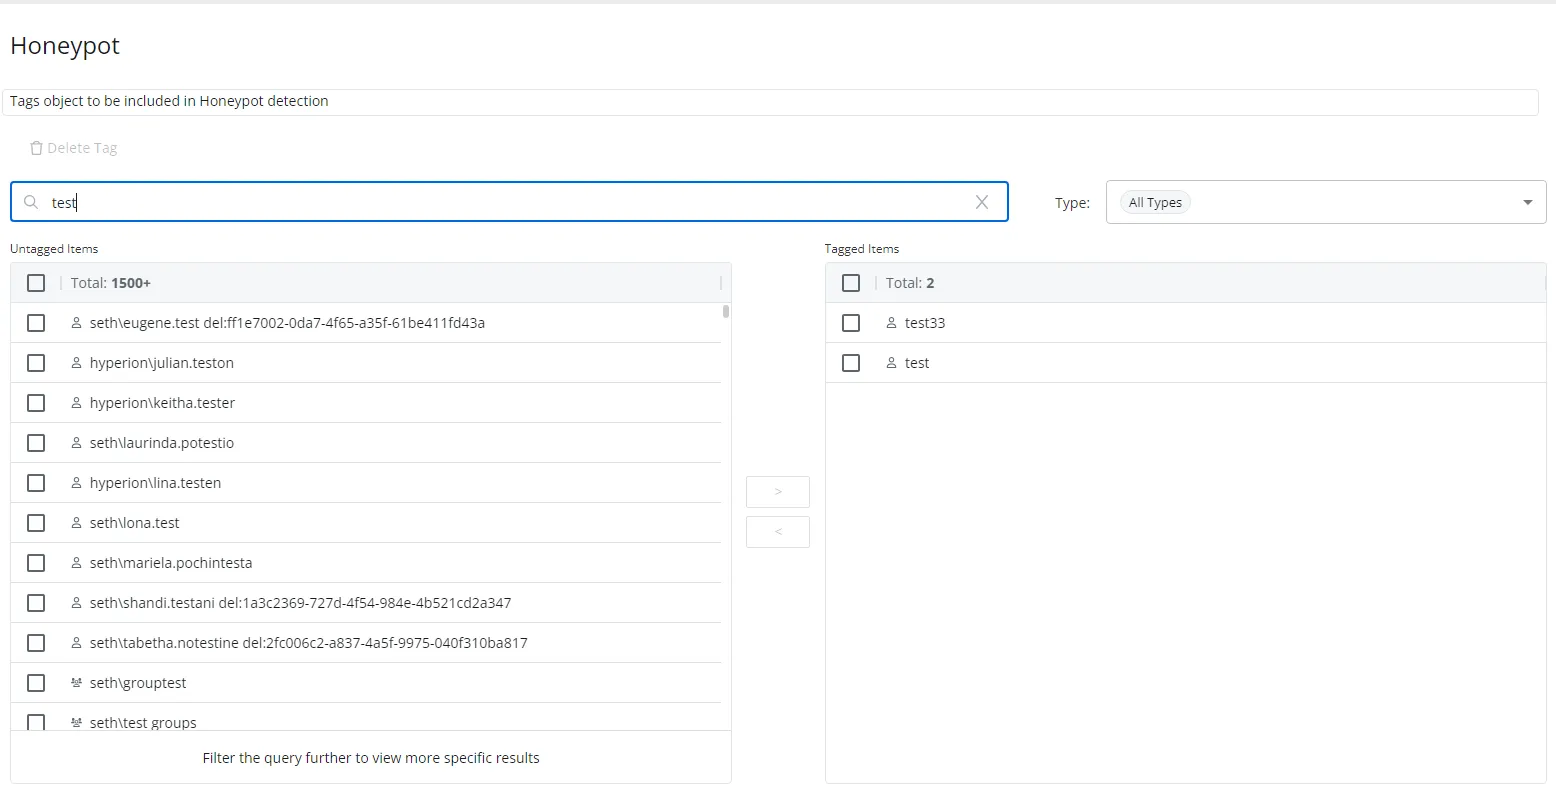 Honeypot
Tags object to be included in Honeypot detection
Delete Tag
test
Type: All Types
Untagged Items
Total: 1500+
seth\eugene.test del:ff1e7002-0da7-4f65-a35f-61be411fd43a
hyperion\julian.teston
hyperion\keitha.tester
seth\laurinda.potestio
hyperion\lina.testen
seth\lona.test
seth\mariela.pochintesta
seth\shandi.testani del:1a3c2369-727d-4f54-984e-4b521cd2a347
seth\tabetha.notestine del:2fc006c2-a837-4a5f-9975-040f310ba817
seth\grouptest
seth\test groups
Filter the query further to view more specific results
>
<
Tagged Items
Total: 2
test33
test